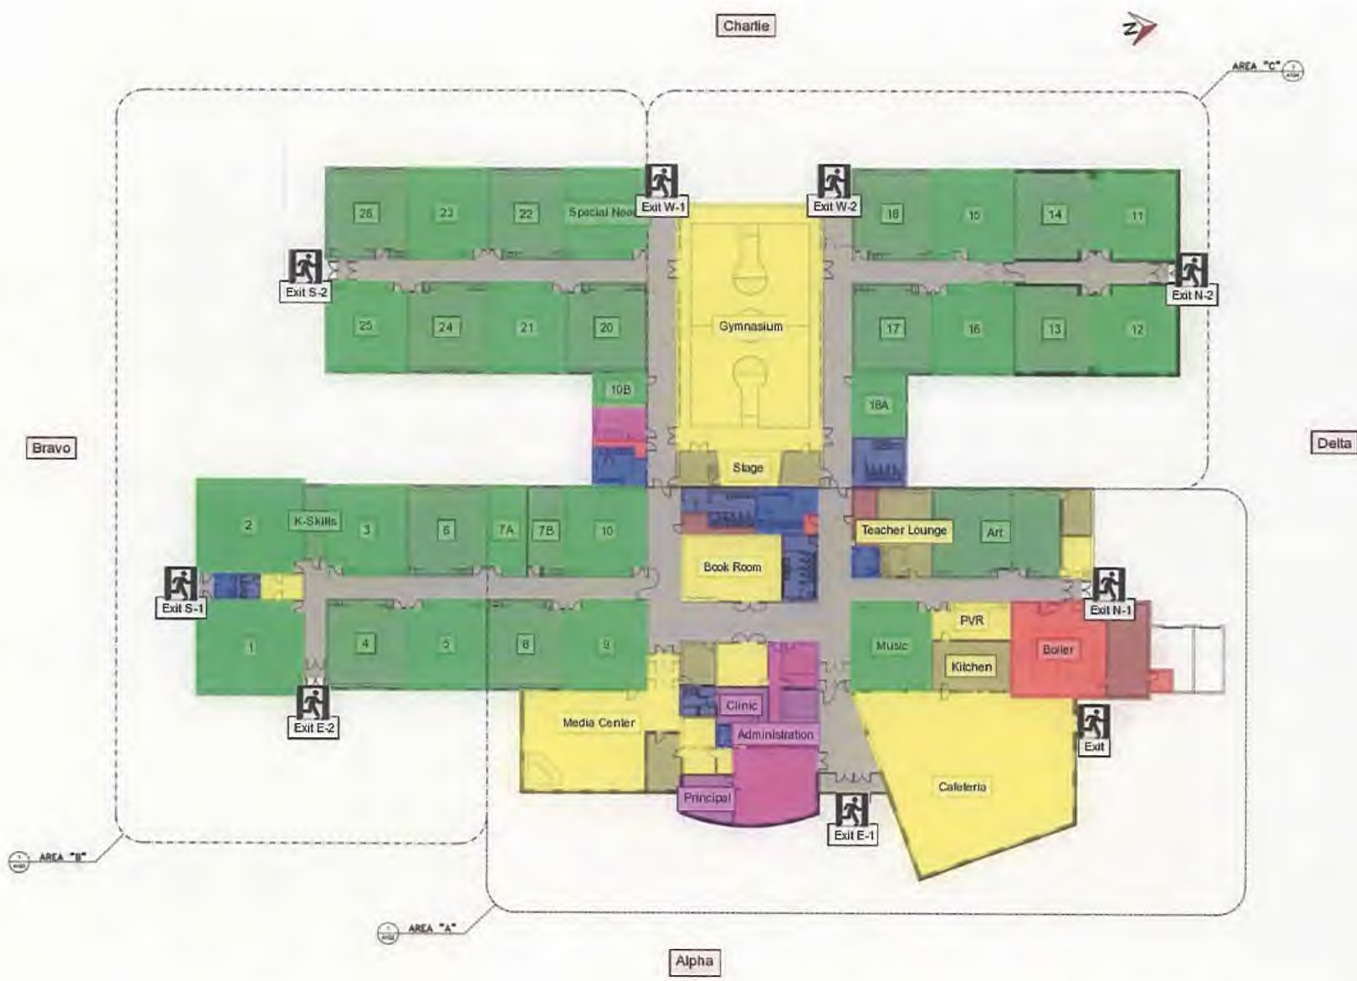 Charlie
N
AREA "C"
Exit W-1
Exit W-2
26
23
22
Special Need
18
15
14
11
Exit S-2
Exit N-2
25
24
21
20
Gymnasium
17
16
13
12
10B
18A
Bravo
Delta
Stage
2
K-Skills
3
6
7A
7B
10
Teacher Lounge
Art
Book Room
Exit S-1
Exit N-1
1
4
5
8
9
Music
PVR
Kitchen
Boiler
Exit E-2
Media Center
Clinic
Administration
Exit
Principal
Cafeteria
Exit E-1
AREA "B"
AREA "A"
Alpha